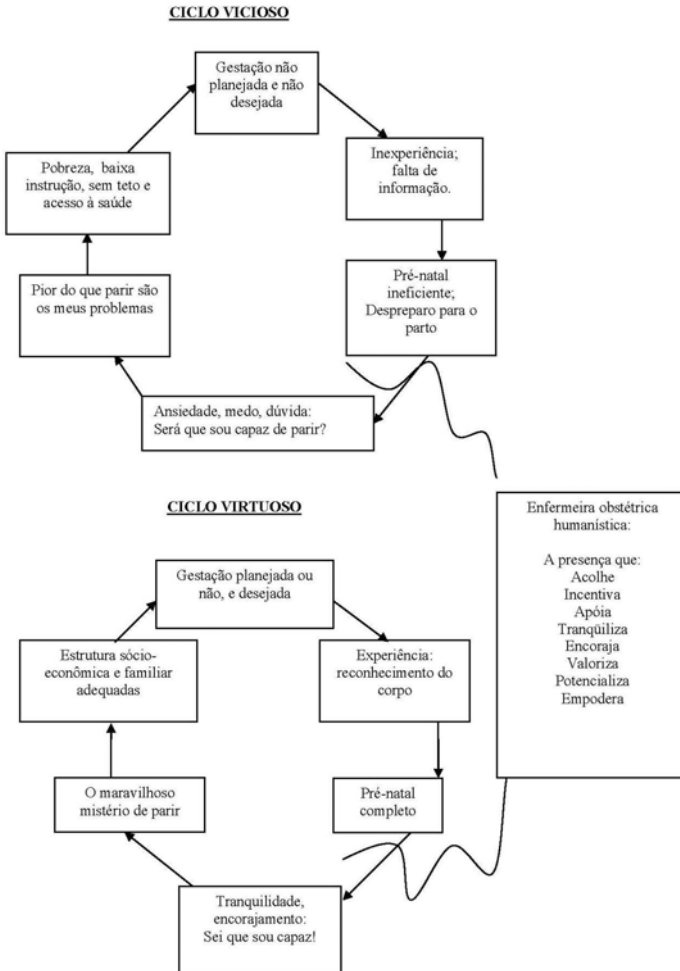 CICLO VICIOSO
Gestação não
planejada e não
desejada
Inexperiência;
falta de
informação.
Pré-natal
ineficiente;
Despreparo para o
parto
Ansiedade, medo, dúvida:
Será que sou capaz de parir?
Pior do que parir são
os meus problemas
Pobreza, baixa
instrução, sem teto e
acesso à saúde
CICLO VIRTUOSO
Gestação planejada ou
não, e desejada
Experiência:
reconhecimento do
corpo
Pré-natal
completo
Tranquilidade,
encorajamento:
Sei que sou capaz!
O maravilhoso
mistério de parir
Estrutura sócio-
econômica e familiar
adequadas
Enfermeira obstétrica
humanística:
A presença que:
Acolhe
Incentiva
Apóia
Tranqüiliza
Encoraja
Valoriza
Potencializa
Empodera